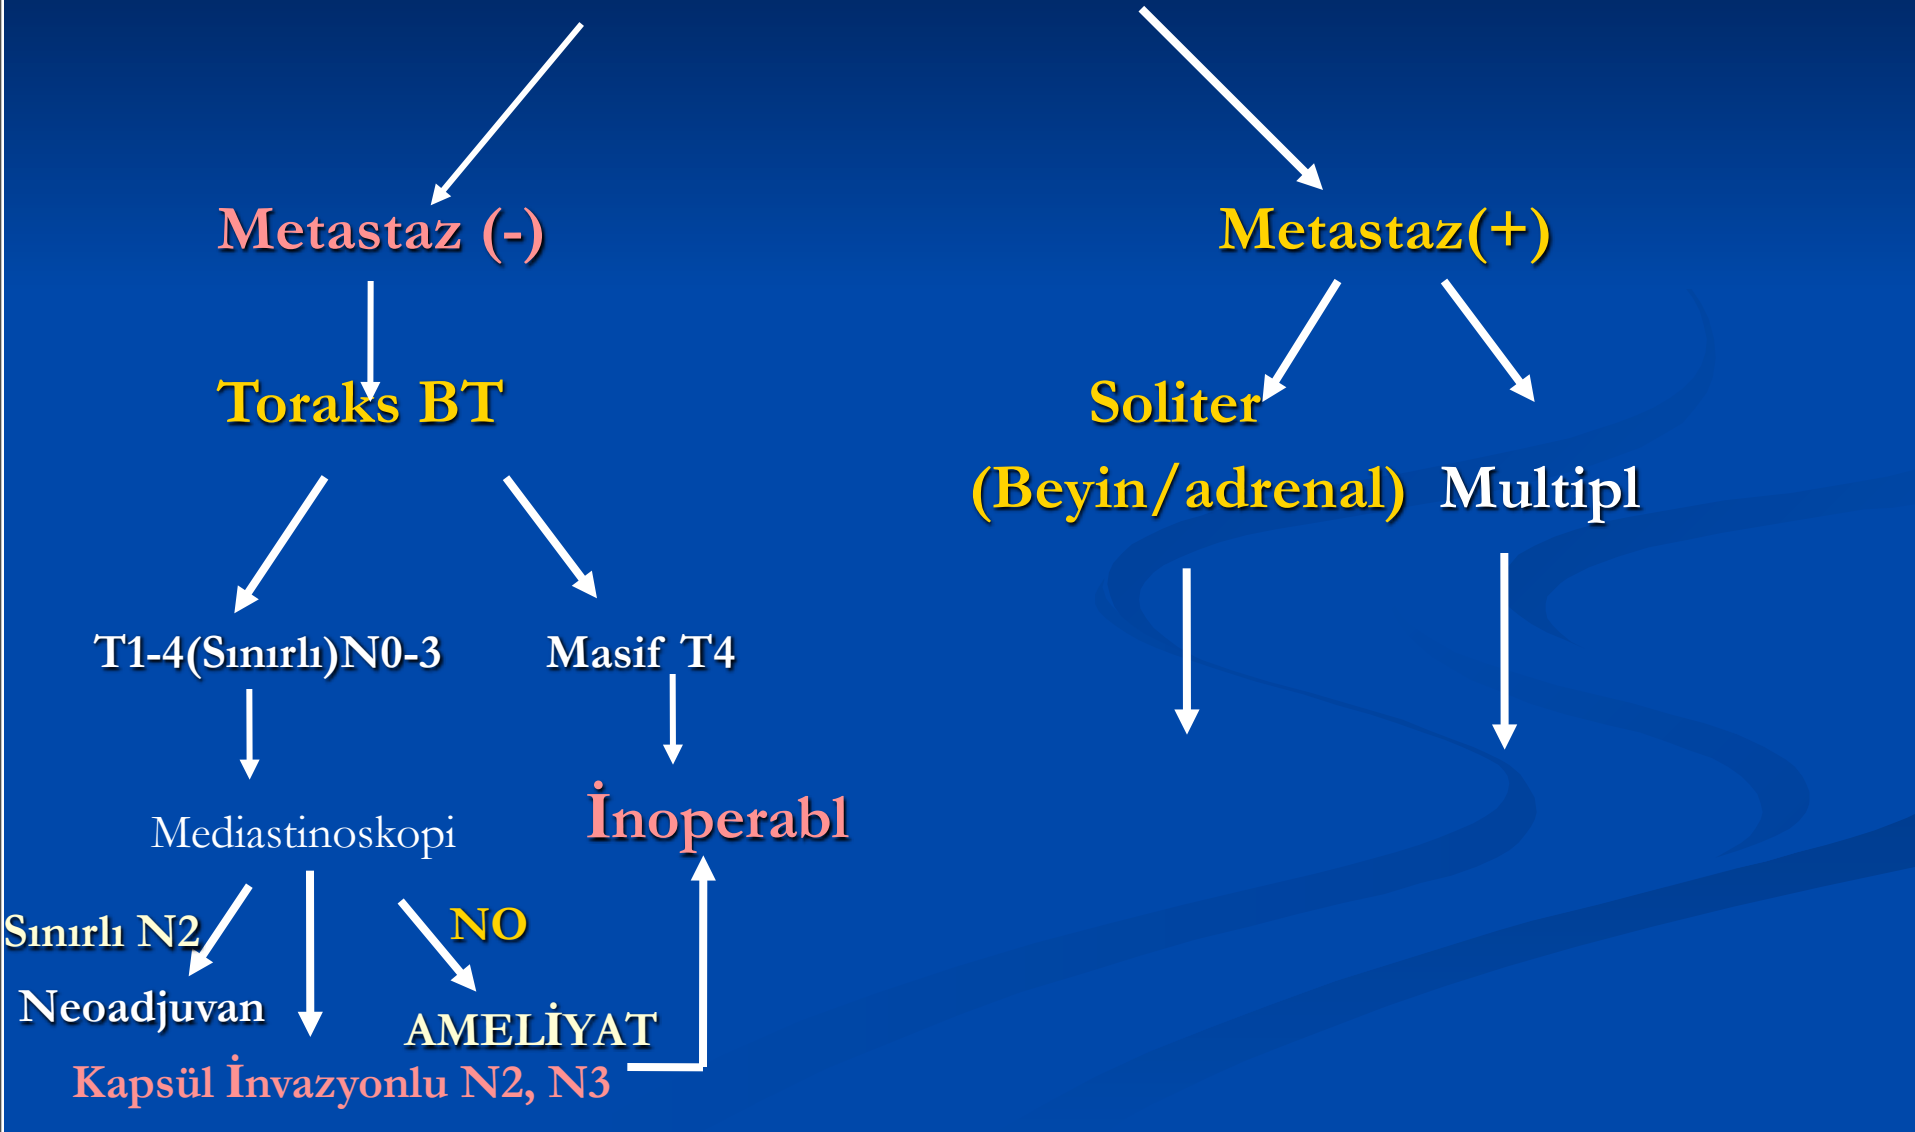 Metastaz (-)
Metastaz(+)
Toraks BT
Soliter
(Beyin/adrenal)
Multipl
T1-4(Sınırlı)N0-3
Masif T4
Mediastinoskopi
İnoperabl
Sınırlı N2
NO
Neoadjuvan
AMELİYAT
Kapsül İnvazyonlu N2, N3